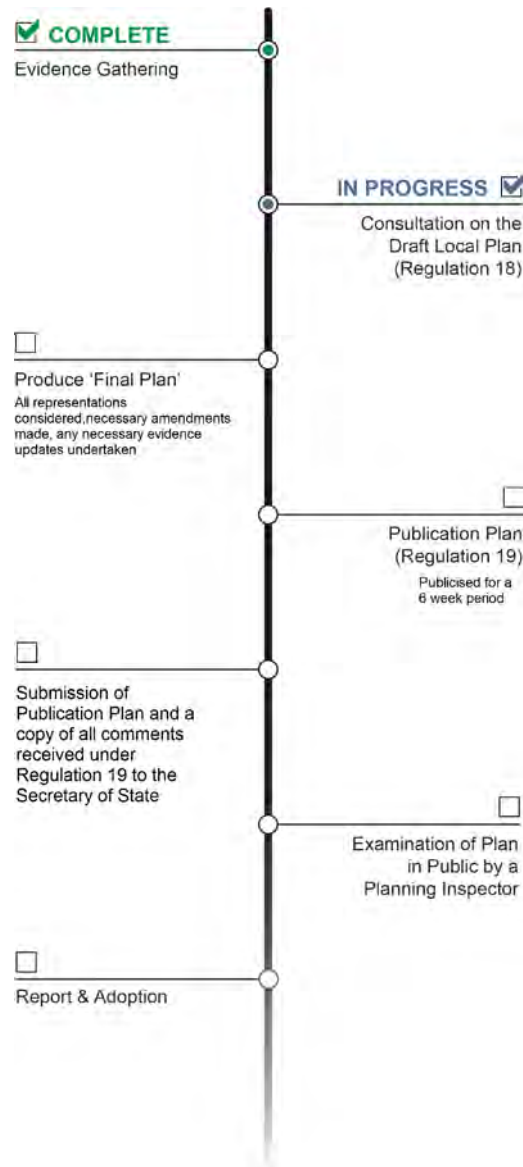 COMPLETE
Evidence Gathering
IN PROGRESS
Consultation on the
Draft Local Plan
(Regulation 18)
Produce 'Final Plan'
All representations
considered,necessary amendments
made, any necessary evidence
updates undertaken
Publication Plan
(Regulation 19)
Publicised for a
6 week period
Submission of
Publication Plan and a
copy of all comments
received under
Regulation 19 to the
Secretary of State
Examination of Plan
in Public by a
Planning Inspector
Report & Adoption